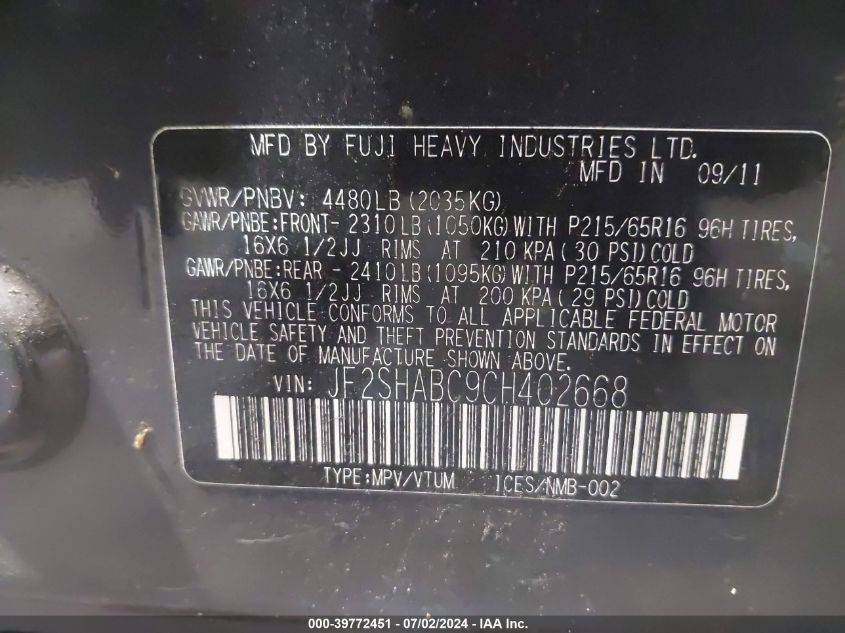 MFD BY FUJI HEAVY INDUSTRIES LTD.
MFD IN 09/11
GVWR/PNBV: 4480LB(2035KG)
GAWR/PNBE:FRONT- 2310LB(1050KG)WITH P215/65R16 96H TIRES,
16X6 1/2JJ RIMS AT 210 KPA(30 PSI)COLD
GAWR/PNBE:REAR - 2410LB(1095KG)WITH P215/65R16 96H TIRES,
16X6 1/2JJ RIMS AT 200 KPA(29 PSI)COLD
THIS VEHICLE CONFORMS TO ALL APPLICABLE FEDERAL MOTOR
VEHICLE SAFETY AND THEFT PREVENTION STANDARDS IN EFFECT ON
THE DATE OF MANUFACTURE SHOWN ABOVE.
VIN: JF2SHABC9CH402668
TYPE:MPV/VTUM ICES/NMB-002
000-39772451 - 07/02/2024 - IAA Inc.